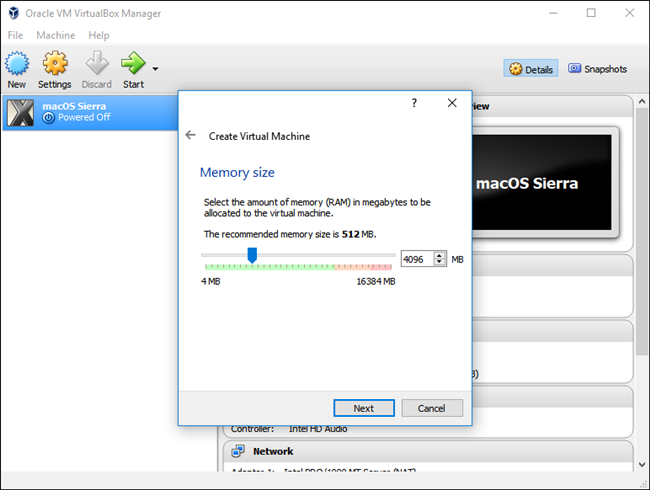 Oracle VM VirtualBox Manager
File Machine Help
New Settings Discard Start Details Snapshots
macOS Sierra
Powered Off
?
Create Virtual Machine
Memory size
Select the amount of memory (RAM) in megabytes to be
allocated to the virtual machine.
The recommended memory size is 512 MB.
4096 MB
4 MB 16384 MB
Next Cancel
macOS Sierra
Controller: Intel HD Audio
Network